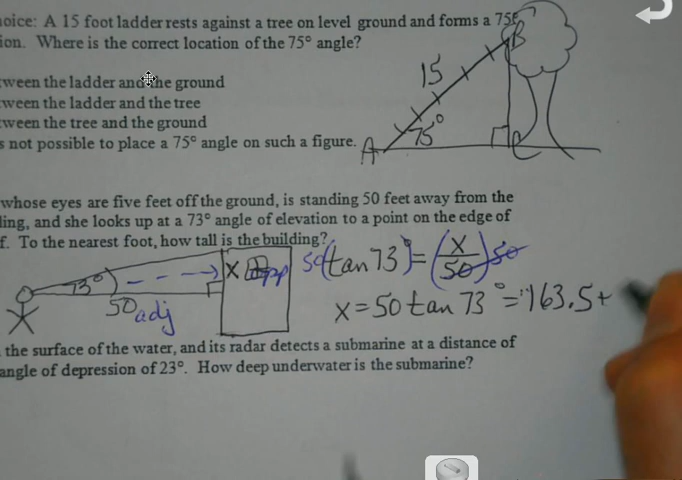 oice: A 15 foot ladder rests against a tree on level ground and forms a 75°
ion. Where is the correct location of the 75° angle?
B
15
tween the ladder and the ground
tween the ladder and the tree
tween the tree and the ground
75°
s not possible to place a 75° angle on such a figure.
A
C
whose eyes are five feet off the ground, is standing 50 feet away from the
ling, and she looks up at a 73° angle of elevation to a point on the edge of
f. To the nearest foot, how tall is the building?
73°
50 adj
x opp
50(tan 73°) = (x/50)50
x = 50 tan 73° = 163.5+
the surface of the water, and its radar detects a submarine at a distance of
angle of depression of 23°. How deep underwater is the submarine?